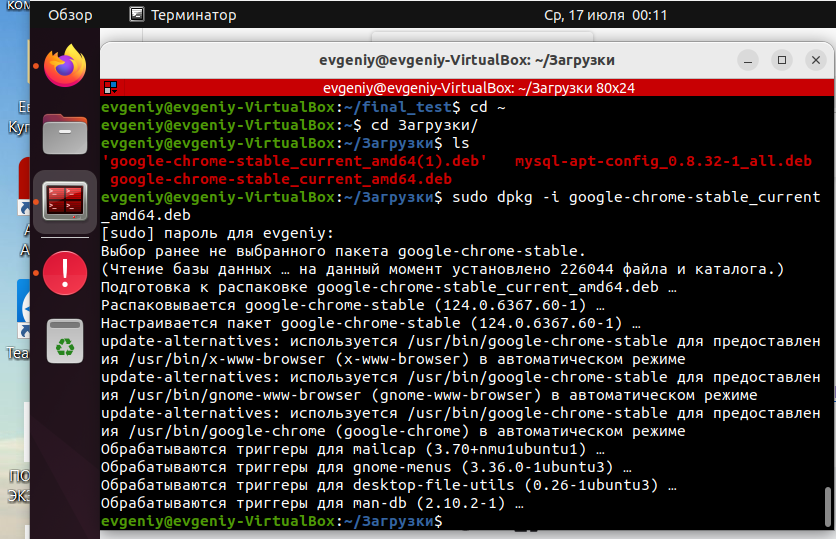 Обзор
Терминатор
Ср, 17 июля 00:11
evgeniy@evgeniy-VirtualBox: ~/Загрузки
evgeniy@evgeniy-VirtualBox: ~/Загрузки 80x24
evgeniy@evgeniy-VirtualBox:~/final_test$ cd ~
evgeniy@evgeniy-VirtualBox:~$ cd Загрузки/
evgeniy@evgeniy-VirtualBox:~/Загрузки$ ls
'google-chrome-stable_current_amd64(1).deb'   mysql-apt-config_0.8.32-1_all.deb
 google-chrome-stable_current_amd64.deb
evgeniy@evgeniy-VirtualBox:~/Загрузки$ sudo dpkg -i google-chrome-stable_current
_amd64.deb
[sudo] пароль для evgeniy:
Выбор ранее не выбранного пакета google-chrome-stable.
(Чтение базы данных … на данный момент установлено 226044 файла и каталога.)
Подготовка к распаковке google-chrome-stable_current_amd64.deb …
Распаковывается google-chrome-stable (124.0.6367.60-1) …
Настраивается пакет google-chrome-stable (124.0.6367.60-1) …
update-alternatives: используется /usr/bin/google-chrome-stable для предоставлен
ия /usr/bin/x-www-browser (x-www-browser) в автоматическом режиме
update-alternatives: используется /usr/bin/google-chrome-stable для предоставлен
ия /usr/bin/gnome-www-browser (gnome-www-browser) в автоматическом режиме
update-alternatives: используется /usr/bin/google-chrome-stable для предоставлен
ия /usr/bin/google-chrome (google-chrome) в автоматическом режиме
Обрабатываются триггеры для mailcap (3.70+nmu1ubuntu1) …
Обрабатываются триггеры для gnome-menus (3.36.0-1ubuntu3) …
Обрабатываются триггеры для desktop-file-utils (0.26-1ubuntu3) …
Обрабатываются триггеры для man-db (2.10.2-1) …
evgeniy@evgeniy-VirtualBox:~/Загрузки$